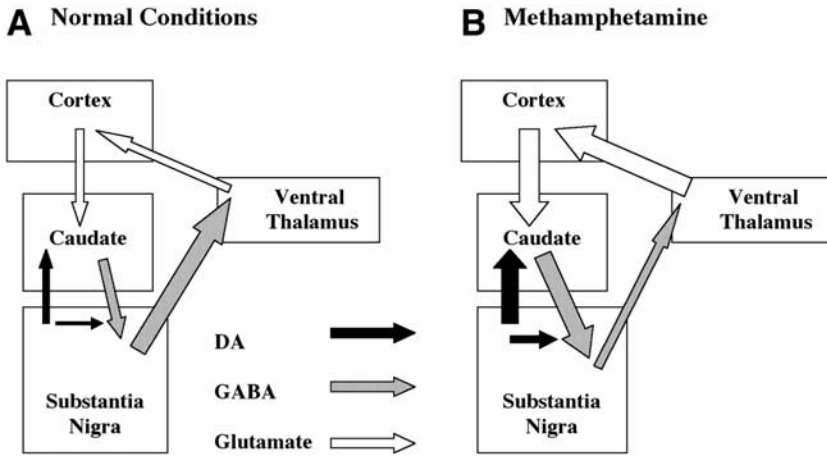 A Normal Conditions
Cortex
Ventral
Thalamus
Caudate
Substantia
Nigra
DA
GABA
Glutamate
B Methamphetamine
Cortex
Ventral
Thalamus
Caudate
Substantia
Nigra